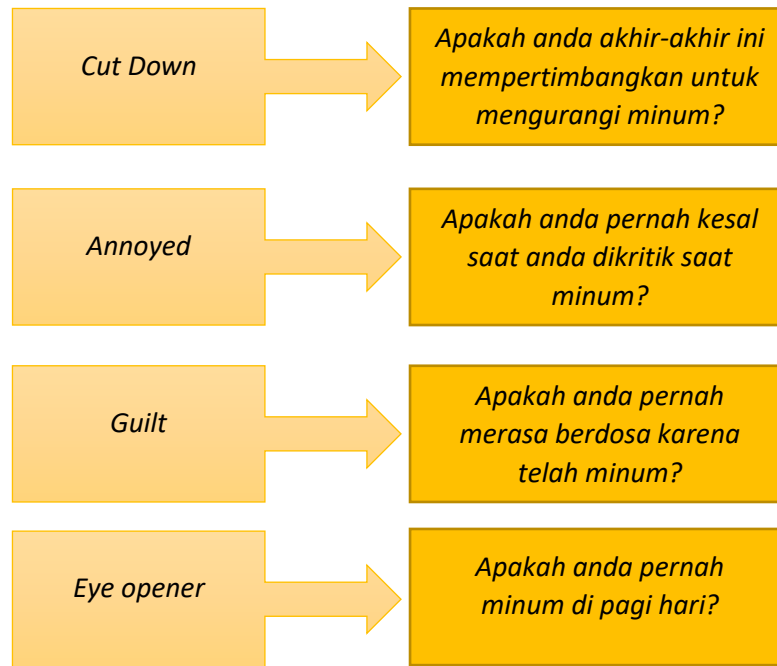 Cut Down
Apakah anda akhir-akhir ini
mempertimbangkan untuk
mengurangi minum?
Annoyed
Apakah anda pernah kesal
saat anda dikritik saat
minum?
Guilt
Apakah anda pernah
merasa berdosa karena
telah minum?
Eye opener
Apakah anda pernah
minum di pagi hari?